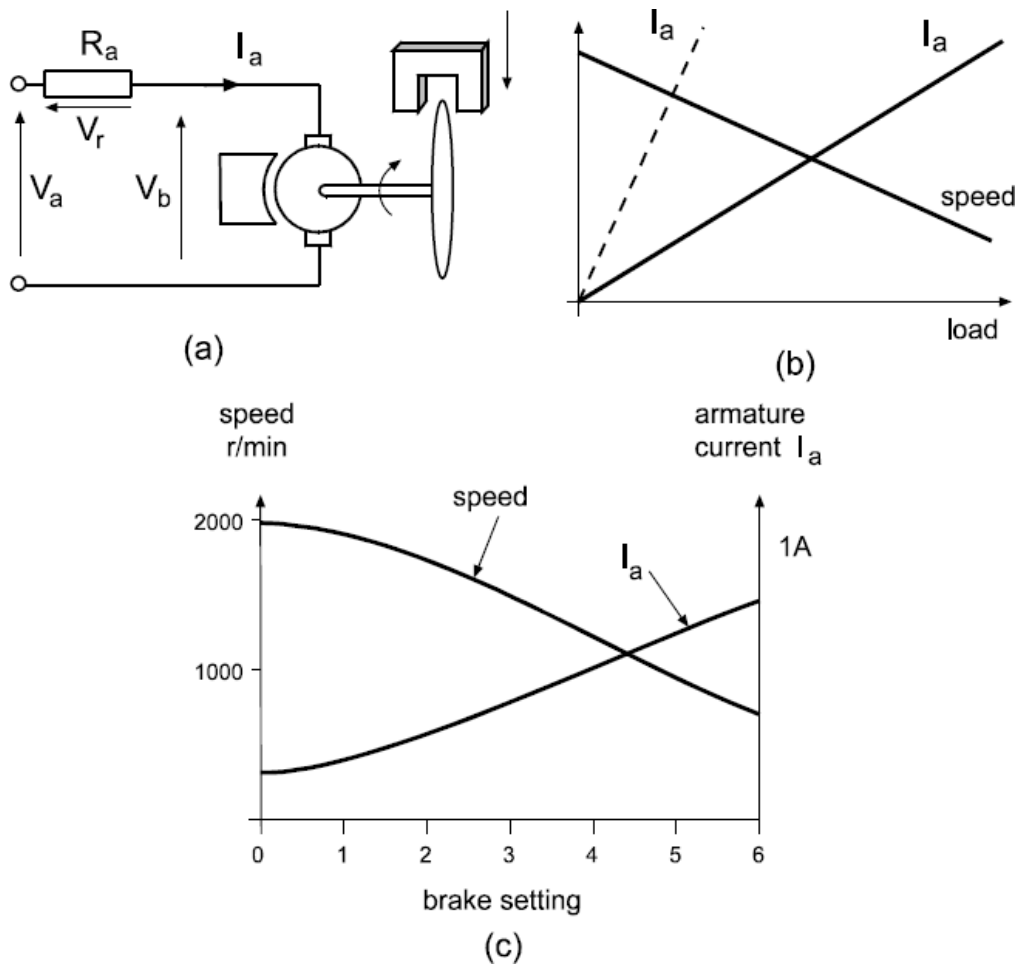 Ra
Ia
Vr
Va
Vb
(a)
Ia
Ia
speed
load
(b)
speed
r/min
armature
current Ia
2000
1000
speed
Ia
1A
0 1 2 3 4 5 6
brake setting
(c)